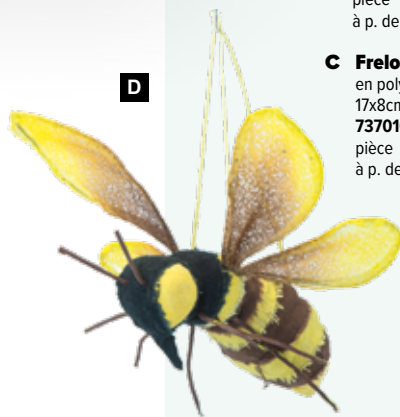 pièce
à p. de
C Frelo
en poly
17x8cm
73701
pièce
à p. de
D